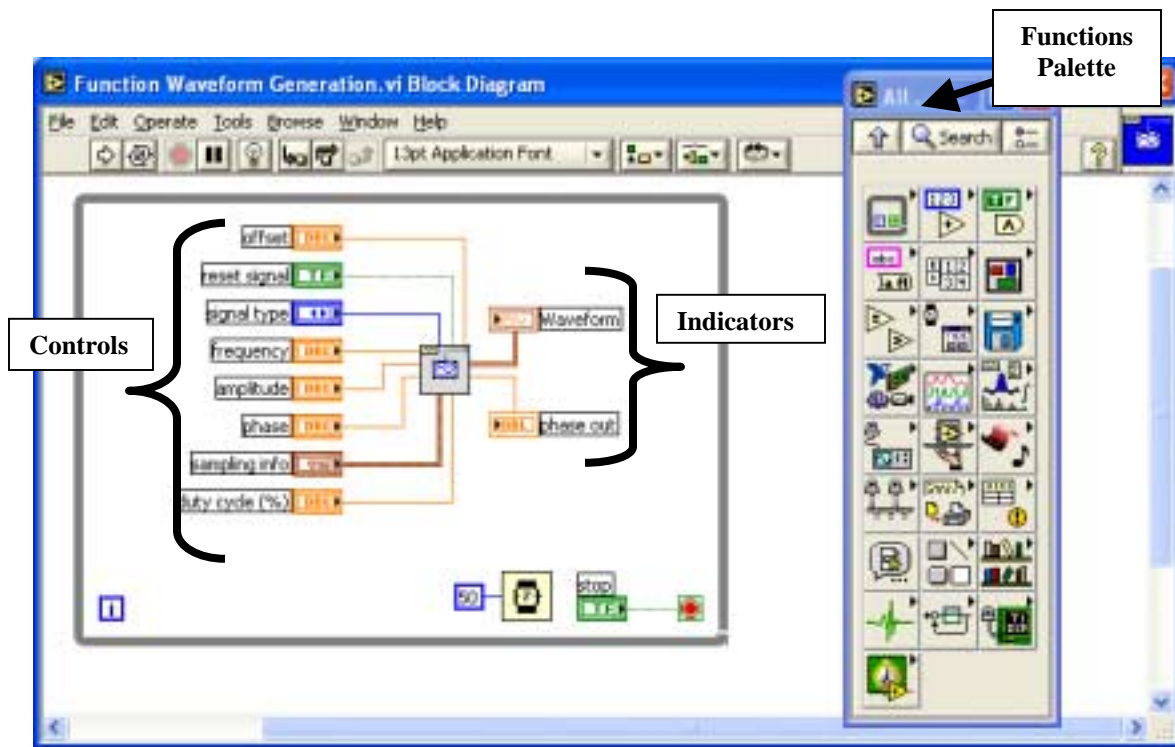 Functions
Palette
Function Waveform Generation.vi Block Diagram
All
File Edit Operate Tools Browse Window Help
13pt Application Font
Search
offset
reset signal
signal type
frequency
amplitude
phase
sampling info
duty cycle (%)
Controls
Waveform
phase out
Indicators
50
stop
TF
i